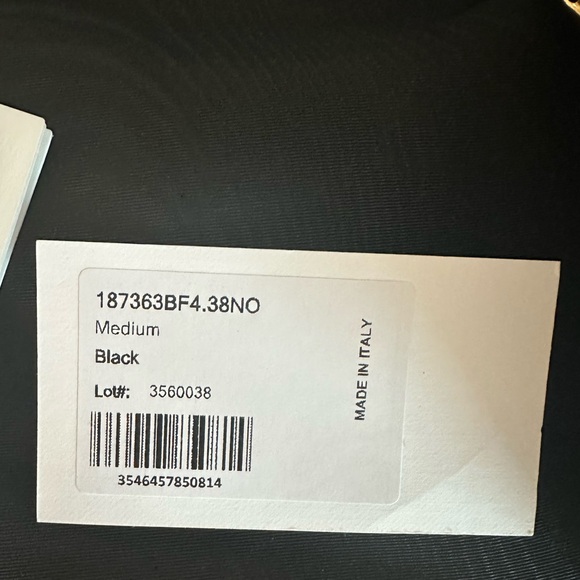 187363BF4.38NO
Medium
Black
Lot#: 3560038
3546457850814
MADE IN ITALY